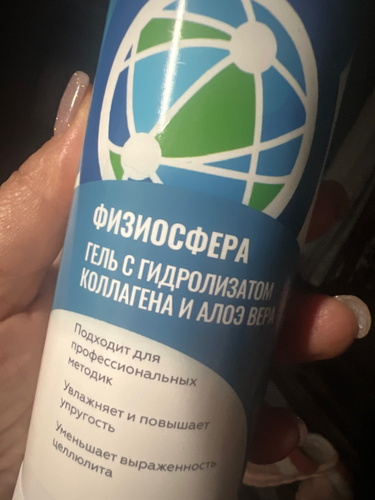 ФИЗИОСФЕРА
ГЕЛЬ С ГИДРОЛИЗАТОМ
КОЛЛАГЕНА И АЛОЭ ВЕРА
Подходит для
профессиональных
методик
Увлажняет и повышает
упругость
Уменьшает выраженность
целлюлита